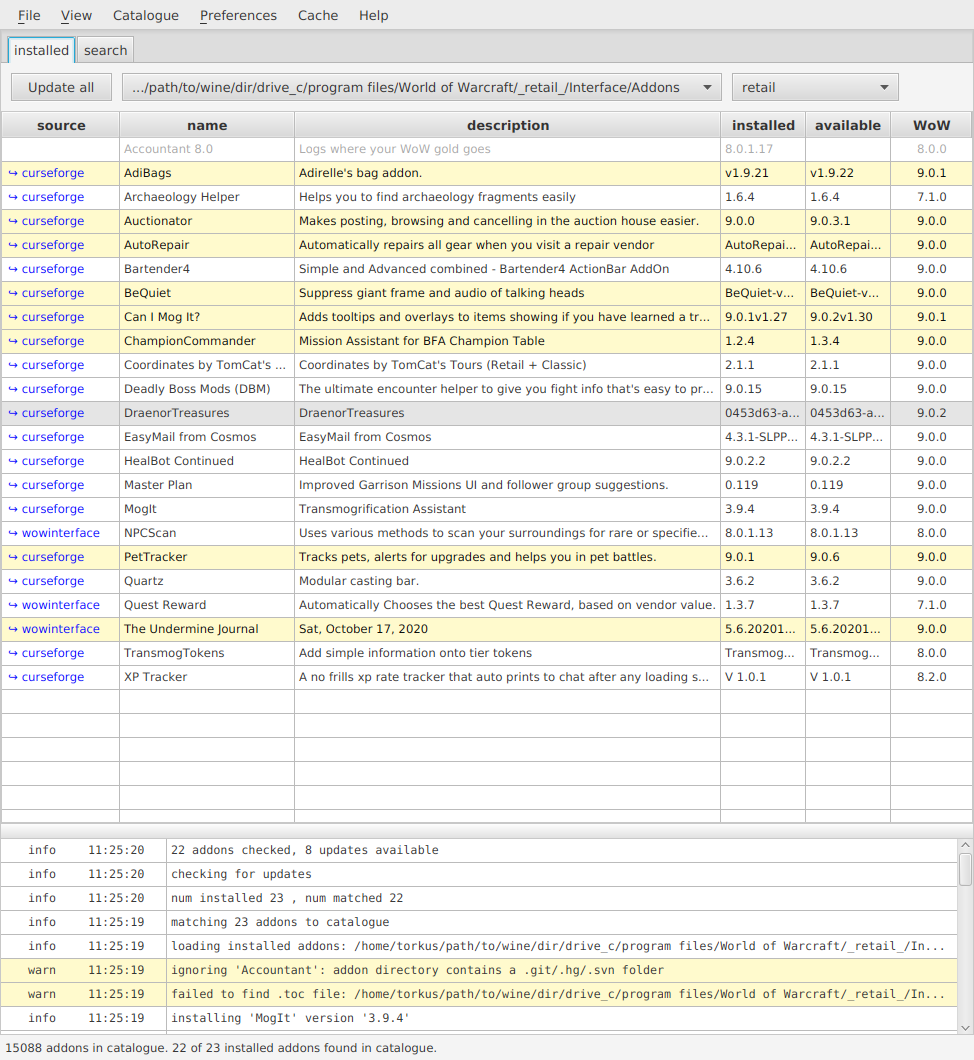 File View Catalogue Preferences Cache Help
installed search
Update all .../path/to/wine/dir/drive_c/program files/World of Warcraft/_retail_/Interface/Addons retail
source name description installed available WoW
Accountant 8.0 Logs where your WoW gold goes 8.0.1.17 8.0.0
↪ curseforge AdiBags Adirelle's bag addon. v1.9.21 v1.9.22 9.0.1
↪ curseforge Archaeology Helper Helps you to find archaeology fragments easily 1.6.4 1.6.4 7.1.0
↪ curseforge Auctionator Makes posting, browsing and cancelling in the auction house easier. 9.0.0 9.0.3.1 9.0.0
↪ curseforge AutoRepair Automatically repairs all gear when you visit a repair vendor AutoRepai... AutoRepai... 9.0.0
↪ curseforge Bartender4 Simple and Advanced combined - Bartender4 ActionBar AddOn 4.10.6 4.10.6 9.0.0
↪ curseforge BeQuiet Suppress giant frame and audio of talking heads BeQuiet-v... BeQuiet-v... 9.0.0
↪ curseforge Can I Mog It? Adds tooltips and overlays to items showing if you have learned a tr... 9.0.1v1.27 9.0.2v1.30 9.0.1
↪ curseforge ChampionCommander Mission Assistant for BFA Champion Table 1.2.4 1.3.4 9.0.0
↪ curseforge Coordinates by TomCat's ... Coordinates by TomCat's Tours (Retail + Classic) 2.1.1 2.1.1 9.0.0
↪ curseforge Deadly Boss Mods (DBM) The ultimate encounter helper to give you fight info that's easy to pr... 9.0.15 9.0.15 9.0.0
↪ curseforge DraenorTreasures DraenorTreasures 0453d63-a... 0453d63-a... 9.0.2
↪ curseforge EasyMail from Cosmos EasyMail from Cosmos 4.3.1-SLPP... 4.3.1-SLPP... 9.0.0
↪ curseforge HealBot Continued HealBot Continued 9.0.2.2 9.0.2.2 9.0.0
↪ curseforge Master Plan Improved Garrison Missions UI and follower group suggestions. 0.119 0.119 9.0.0
↪ curseforge MogIt Transmogrification Assistant 3.9.4 3.9.4 9.0.0
↪ wowinterface NPCScan Uses various methods to scan your surroundings for rare or specifie... 8.0.1.13 8.0.1.13 8.0.0
↪ curseforge PetTracker Tracks pets, alerts for upgrades and helps you in pet battles. 9.0.1 9.0.6 9.0.0
↪ curseforge Quartz Modular casting bar. 3.6.2 3.6.2 9.0.0
↪ wowinterface Quest Reward Automatically Chooses the best Quest Reward, based on vendor value. 1.3.7 1.3.7 7.1.0
↪ wowinterface The Undermine Journal Sat, October 17, 2020 5.6.20201... 5.6.20201... 9.0.0
↪ curseforge TransmogTokens Add simple information onto tier tokens Transmog... Transmog... 8.0.0
↪ curseforge XP Tracker A no frills xp rate tracker that auto prints to chat after any loading s... V 1.0.1 V 1.0.1 8.2.0
info 11:25:20 22 addons checked, 8 updates available
info 11:25:20 checking for updates
info 11:25:20 num installed 23 , num matched 22
info 11:25:19 matching 23 addons to catalogue
info 11:25:19 loading installed addons: /home/torkus/path/to/wine/dir/drive_c/program files/World of Warcraft/_retail_/In...
warn 11:25:19 ignoring 'Accountant': addon directory contains a .git/.hg/.svn folder
warn 11:25:19 failed to find .toc file: /home/torkus/path/to/wine/dir/drive_c/program files/World of Warcraft/_retail_/In...
info 11:25:19 installing 'MogIt' version '3.9.4'
15088 addons in catalogue. 22 of 23 installed addons found in catalogue.